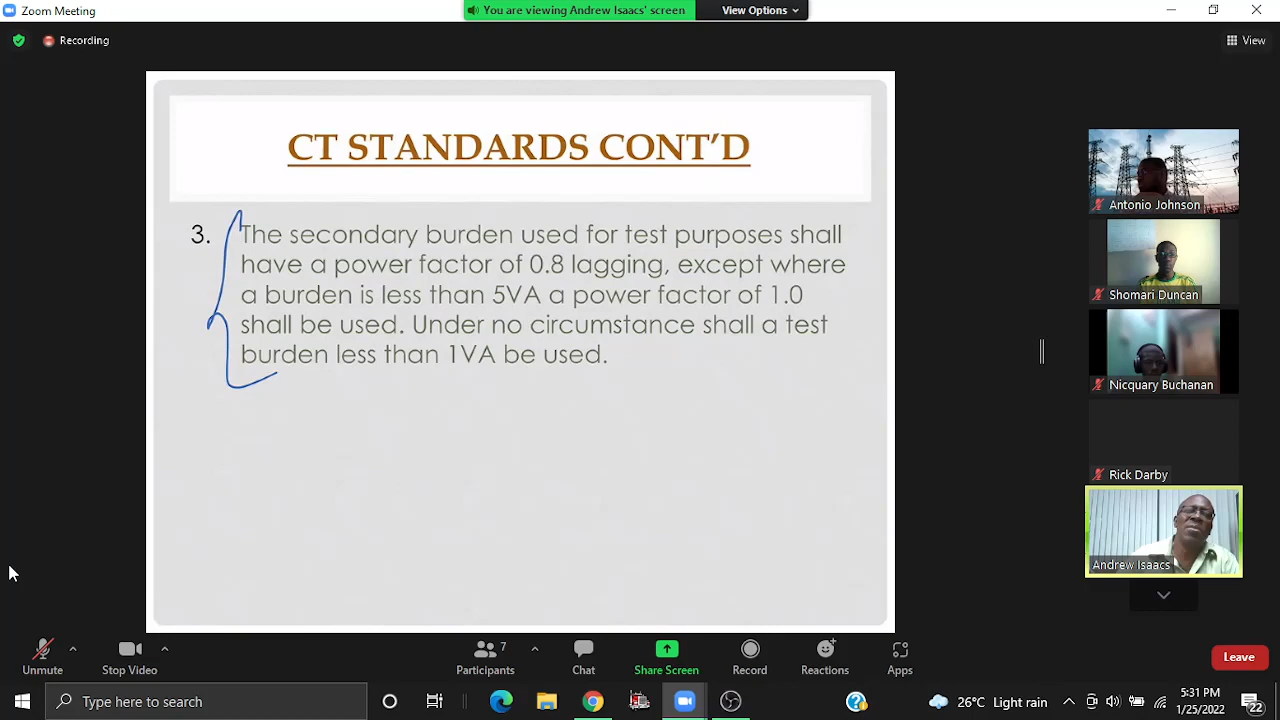 Zoom Meeting
You are viewing Andrew Isaacs' screen
View Options
Recording
View
CT STANDARDS CONT'D
3. The secondary burden used for test purposes shall
have a power factor of 0.8 lagging, except where
a burden is less than 5VA a power factor of 1.0
shall be used. Under no circumstance shall a test
burden less than 1VA be used.
Antonio Johnson
Shomari Duncan
Nicquary Buchanan
Rick Darby
Andrew Isaacs
Unmute
Stop Video
7
Participants
Chat
Share Screen
Record
Reactions
Apps
Leave
Type here to search
26°C Light rain
5:31 PM
1/25/2022
22